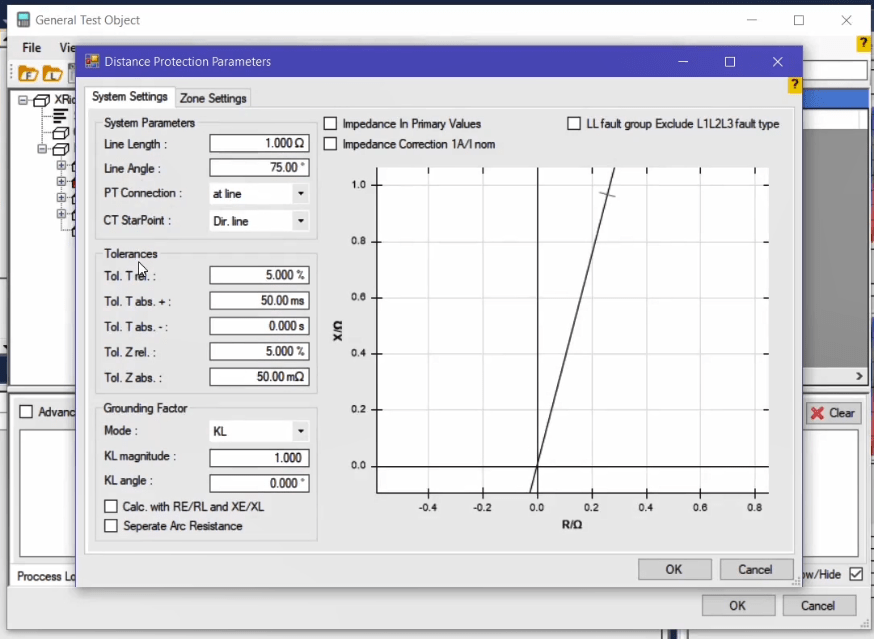 General Test Object
File Vie
?
Distance Protection Parameters
?
System Settings Zone Settings
System Parameters
Line Length : 1.000 Ω
Line Angle : 75.00 °
PT Connection : at line
CT StarPoint : Dir. line
Tolerances
Tol. T rel. : 5.000 %
Tol. T abs. + : 50.00 ms
Tol. T abs. - : 0.000 s
Tol. Z rel. : 5.000 %
Tol. Z abs. : 50.00 mΩ
Grounding Factor
Mode : KL
KL magnitude : 1.000
KL angle : 0.000 °
Calc. with RE/RL and XE/XL
Seperate Arc Resistance
Impedance In Primary Values
LL fault group Exclude L1L2L3 fault type
Impedance Correction 1A/I nom
1.0
0.8
0.6
0.4
0.2
0.0
X/Ω
-0.4 -0.2 0.0 0.2 0.4 0.6 0.8
R/Ω
OK Cancel
XRio
Advanc
Clear
Proccess Lo
ow/Hide
OK Cancel